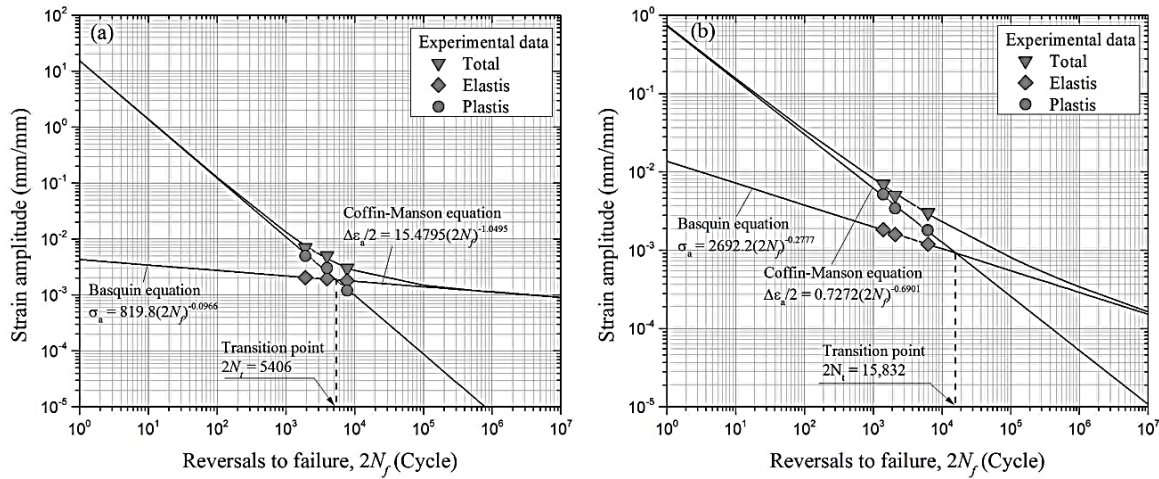 (a)
Experimental data
Total
Elastis
Plastis
10^2
10^1
10^0
10^-1
10^-2
10^-3
10^-4
10^-5
Strain amplitude (mm/mm)
Coffin-Manson equation
Δε_a/2 = 15.4795(2N_f)^-1.0495
Basquin equation
σ_a = 819.8(2N_f)^-0.0966
Transition point
2N_t = 5406
10^0 10^1 10^2 10^3 10^4 10^5 10^6 10^7
Reversals to failure, 2N_f (Cycle)
(b)
Experimental data
Total
Elastis
Plastis
10^0
10^-1
10^-2
10^-3
10^-4
10^-5
Strain amplitude (mm/mm)
Basquin equation
σ_a = 2692.2(2N_f)^-0.2777
Coffin-Manson equation
Δε_a/2 = 0.7272(2N_f)^-0.6901
Transition point
2N_t = 15,832
10^0 10^1 10^2 10^3 10^4 10^5 10^6 10^7
Reversals to failure, 2N_f (Cycle)